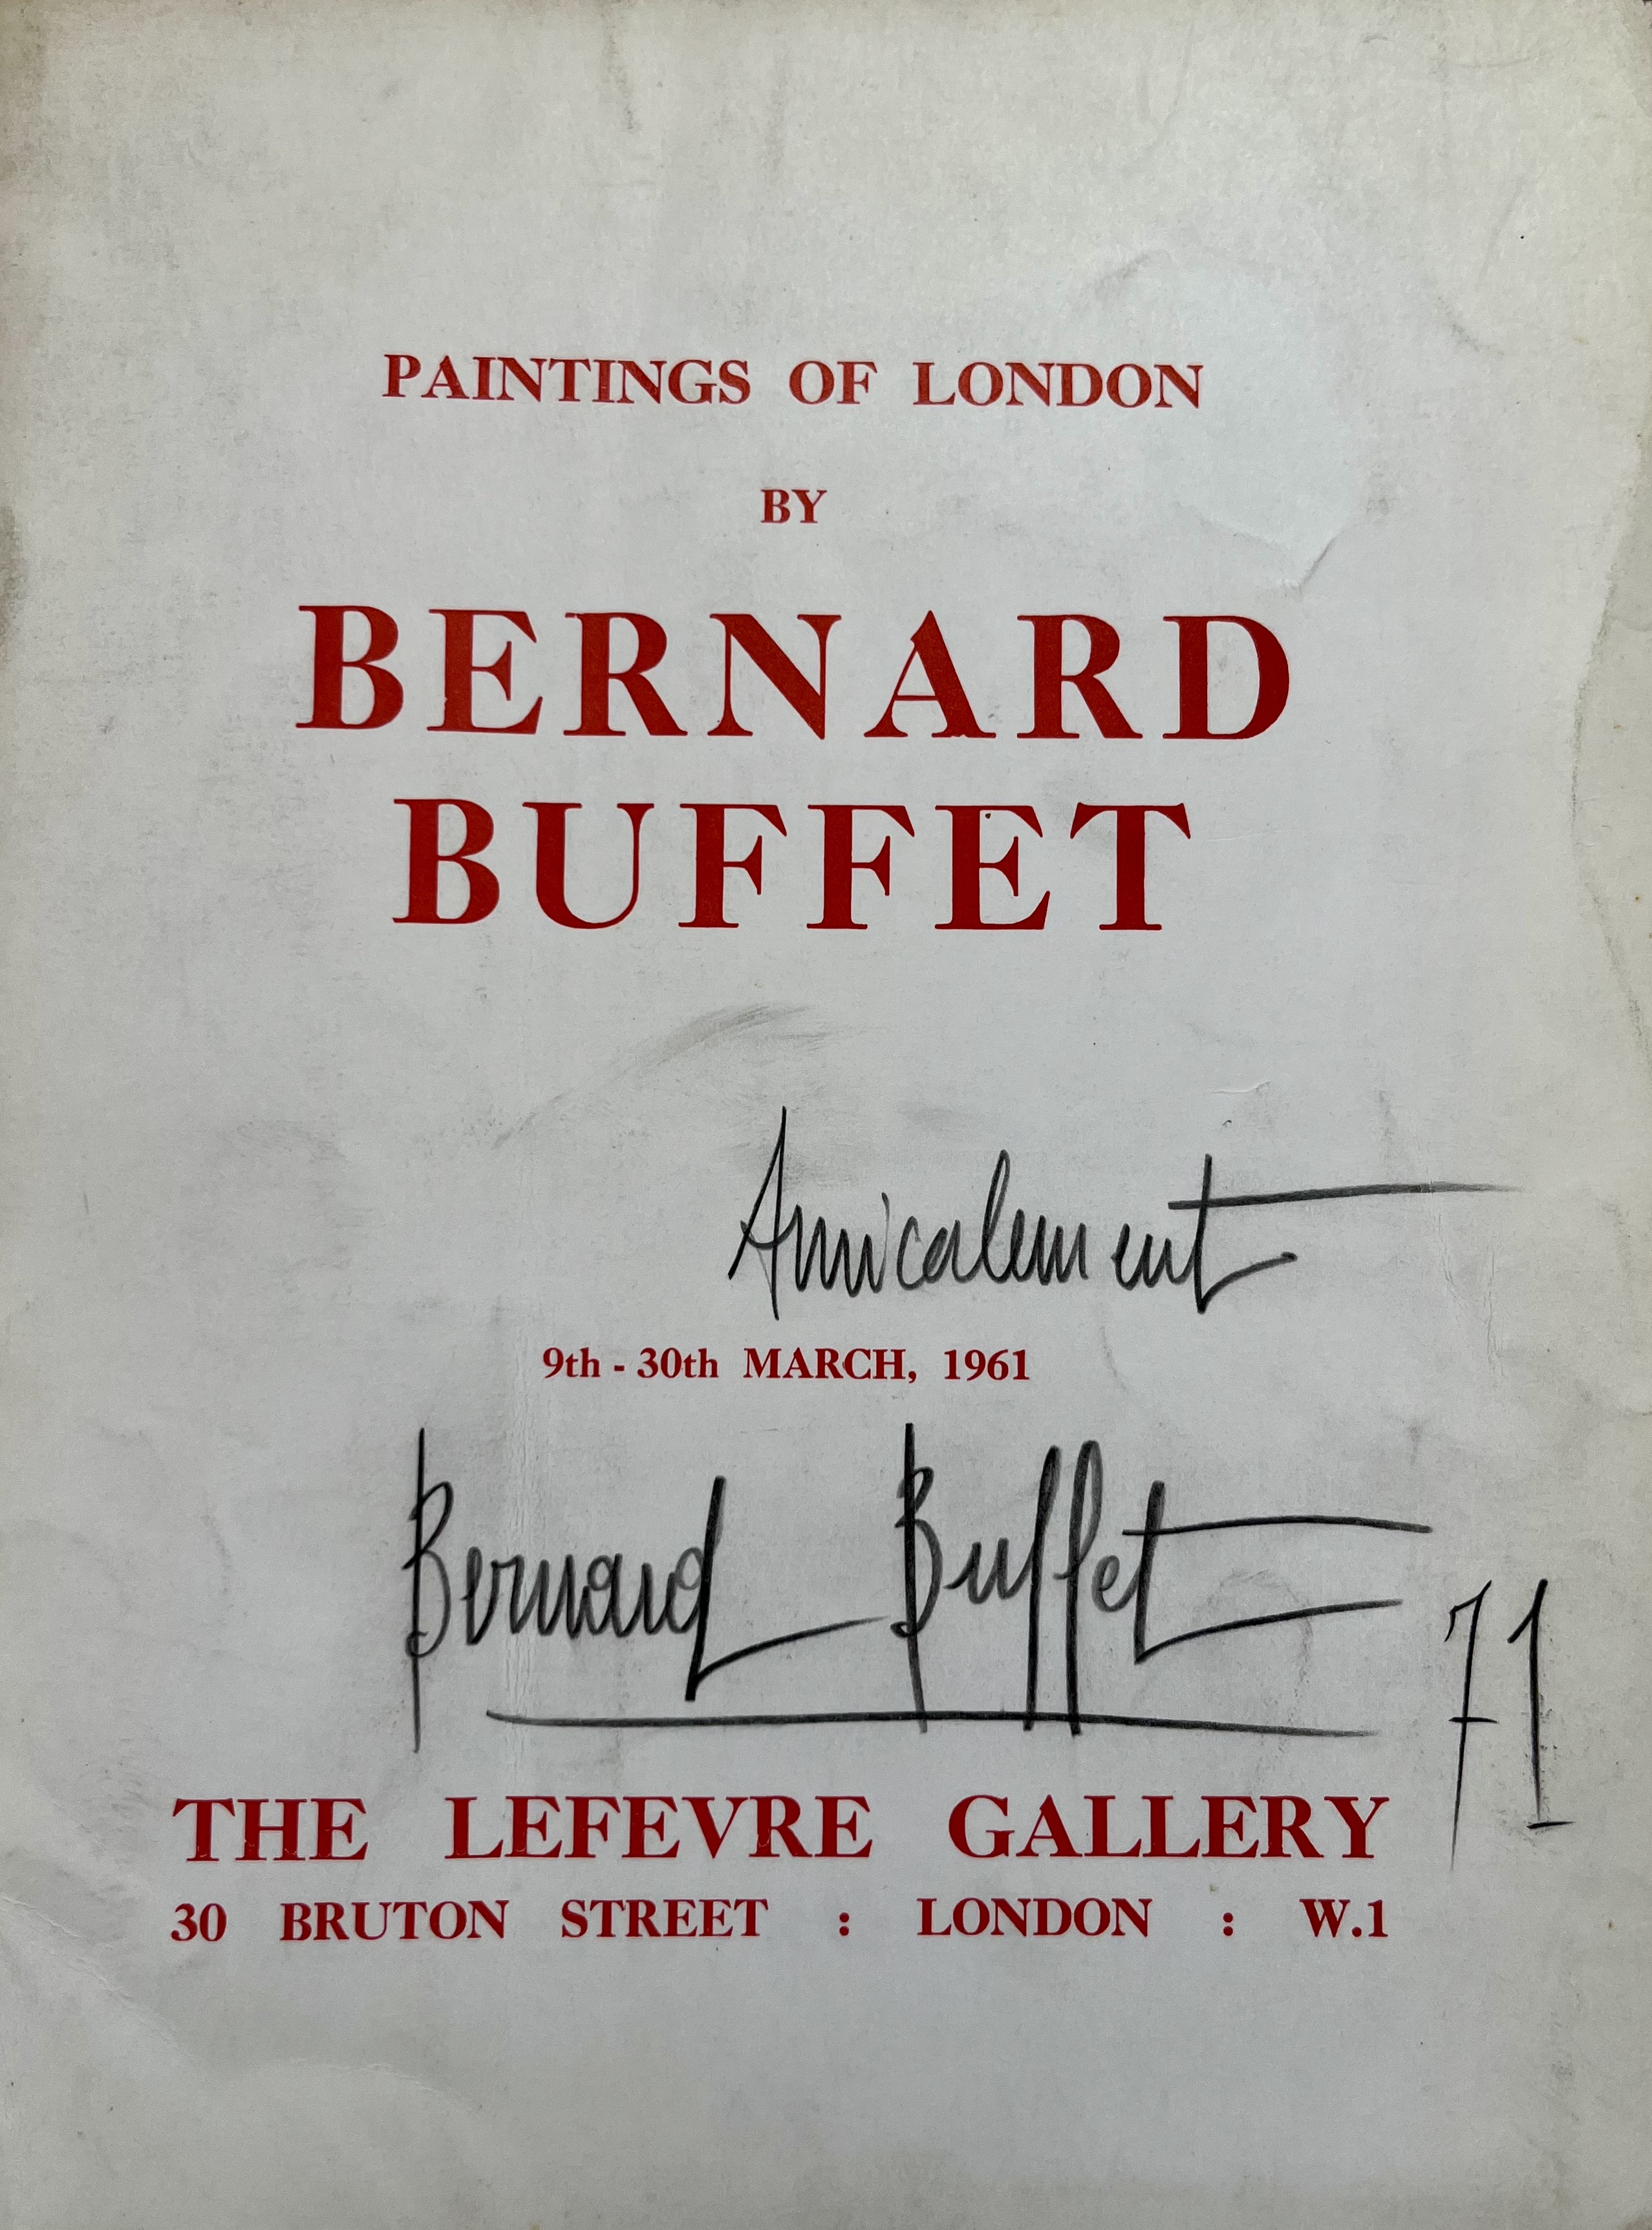 PAINTINGS OF LONDON
BY
BERNARD
BUFFET
Amicalement
9th - 30th MARCH, 1961
Bernard Buffet
71
THE LEFEVRE GALLERY
30 BRUTON STREET : LONDON : W.1